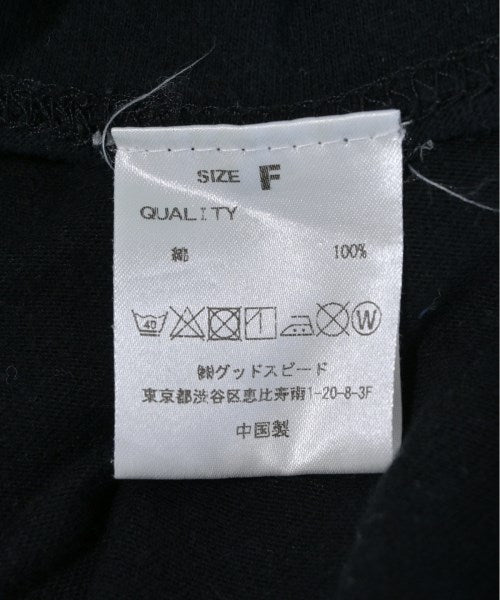 SIZE F
QUALITY
綿 100%
40 W
㈱グッドスピード
東京都渋谷区恵比寿南1-20-8-3F
中国製